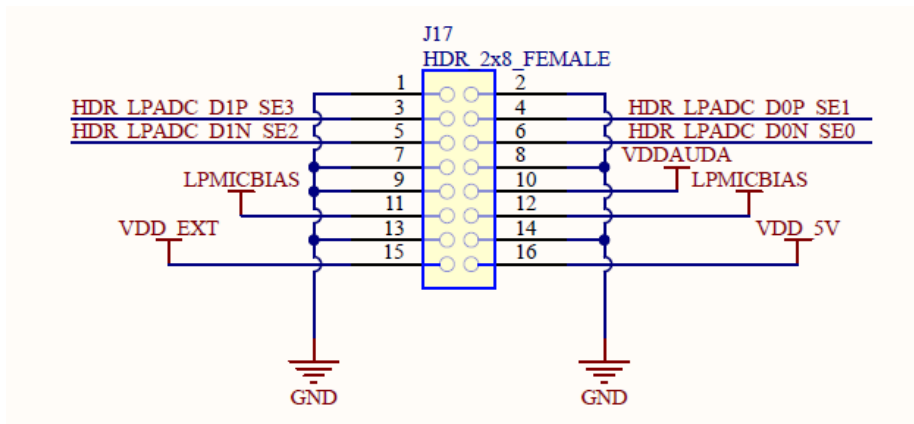 J17
HDR_2x8_FEMALE
1 2
HDR_LPADC_D1P_SE3 3 4 HDR_LPADC_D0P_SE1
HDR_LPADC_D1N_SE2 5 6 HDR_LPADC_D0N_SE0
7 8 VDDAUDA
LPMICBIAS 9 10 LPMICBIAS
11 12
VDD_EXT 13 14 VDD_5V
15 16
GND GND